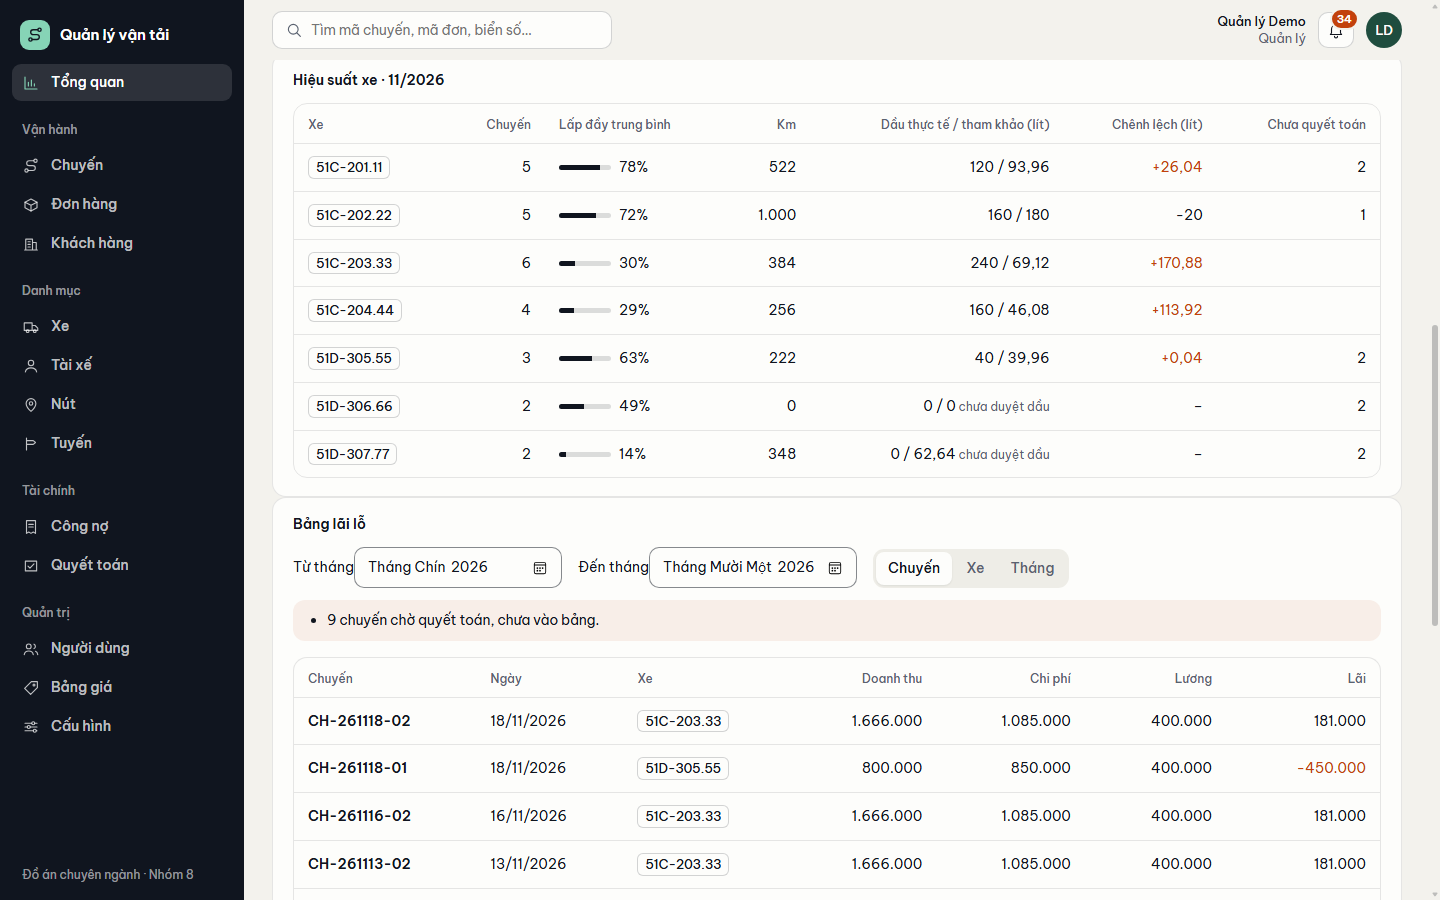 Quản lý vận tải
Tổng quan
Vận hành
Chuyến
Đơn hàng
Khách hàng
Danh mục
Xe
Tài xế
Nút
Tuyến
Tài chính
Công nợ
Quyết toán
Quản trị
Người dùng
Bảng giá
Cấu hình
Đồ án chuyên ngành · Nhóm 8
Tìm mã chuyến, mã đơn, biển số...
Quản lý Demo
Quản lý
34
LD
Hiệu suất xe · 11/2026
Xe Chuyến Lấp đầy trung bình Km Dầu thực tế / tham khảo (lít) Chênh lệch (lít) Chưa quyết toán
51C-201.11 5 78% 522 120 / 93,96 +26,04 2
51C-202.22 5 72% 1.000 160 / 180 -20 1
51C-203.33 6 30% 384 240 / 69,12 +170,88
51C-204.44 4 29% 256 160 / 46,08 +113,92
51D-305.55 3 63% 222 40 / 39,96 +0,04 2
51D-306.66 2 49% 0 0 / 0 chưa duyệt dầu – 2
51D-307.77 2 14% 348 0 / 62,64 chưa duyệt dầu – 2
Bảng lãi lỗ
Từ tháng Tháng Chín 2026 Đến tháng Tháng Mười Một 2026 Chuyến Xe Tháng
• 9 chuyến chờ quyết toán, chưa vào bảng.
Chuyến Ngày Xe Doanh thu Chi phí Lương Lãi
CH-261118-02 18/11/2026 51C-203.33 1.666.000 1.085.000 400.000 181.000
CH-261118-01 18/11/2026 51D-305.55 800.000 850.000 400.000 -450.000
CH-261116-02 16/11/2026 51C-203.33 1.666.000 1.085.000 400.000 181.000
CH-261113-02 13/11/2026 51C-203.33 1.666.000 1.085.000 400.000 181.000